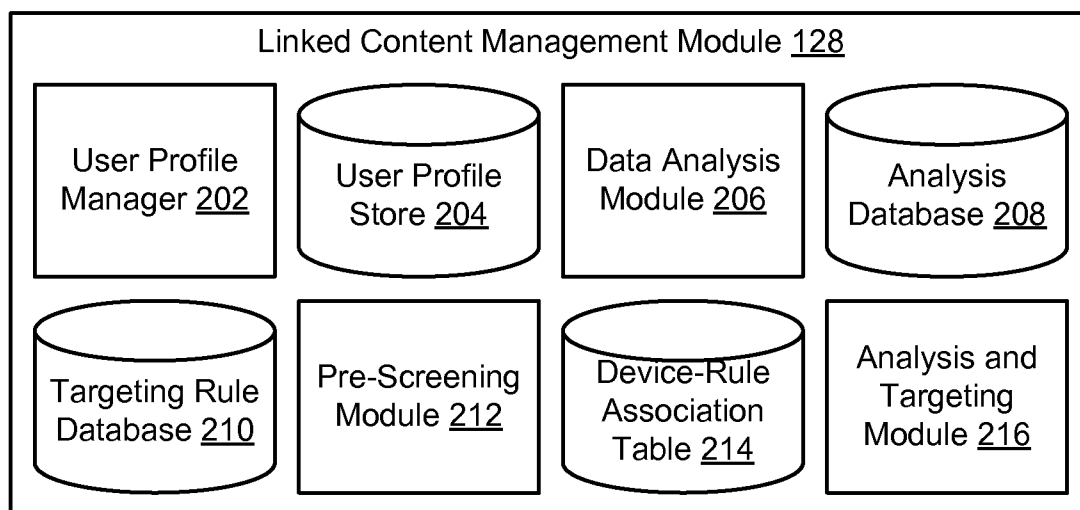 Linked Content Management Module 128
User Profile
Manager 202
User Profile
Store 204
Data Analysis
Module 206
Analysis
Database 208
Targeting Rule
Database 210
Pre-Screening
Module 212
Device-Rule
Association
Table 214
Analysis and
Targeting
Module 216